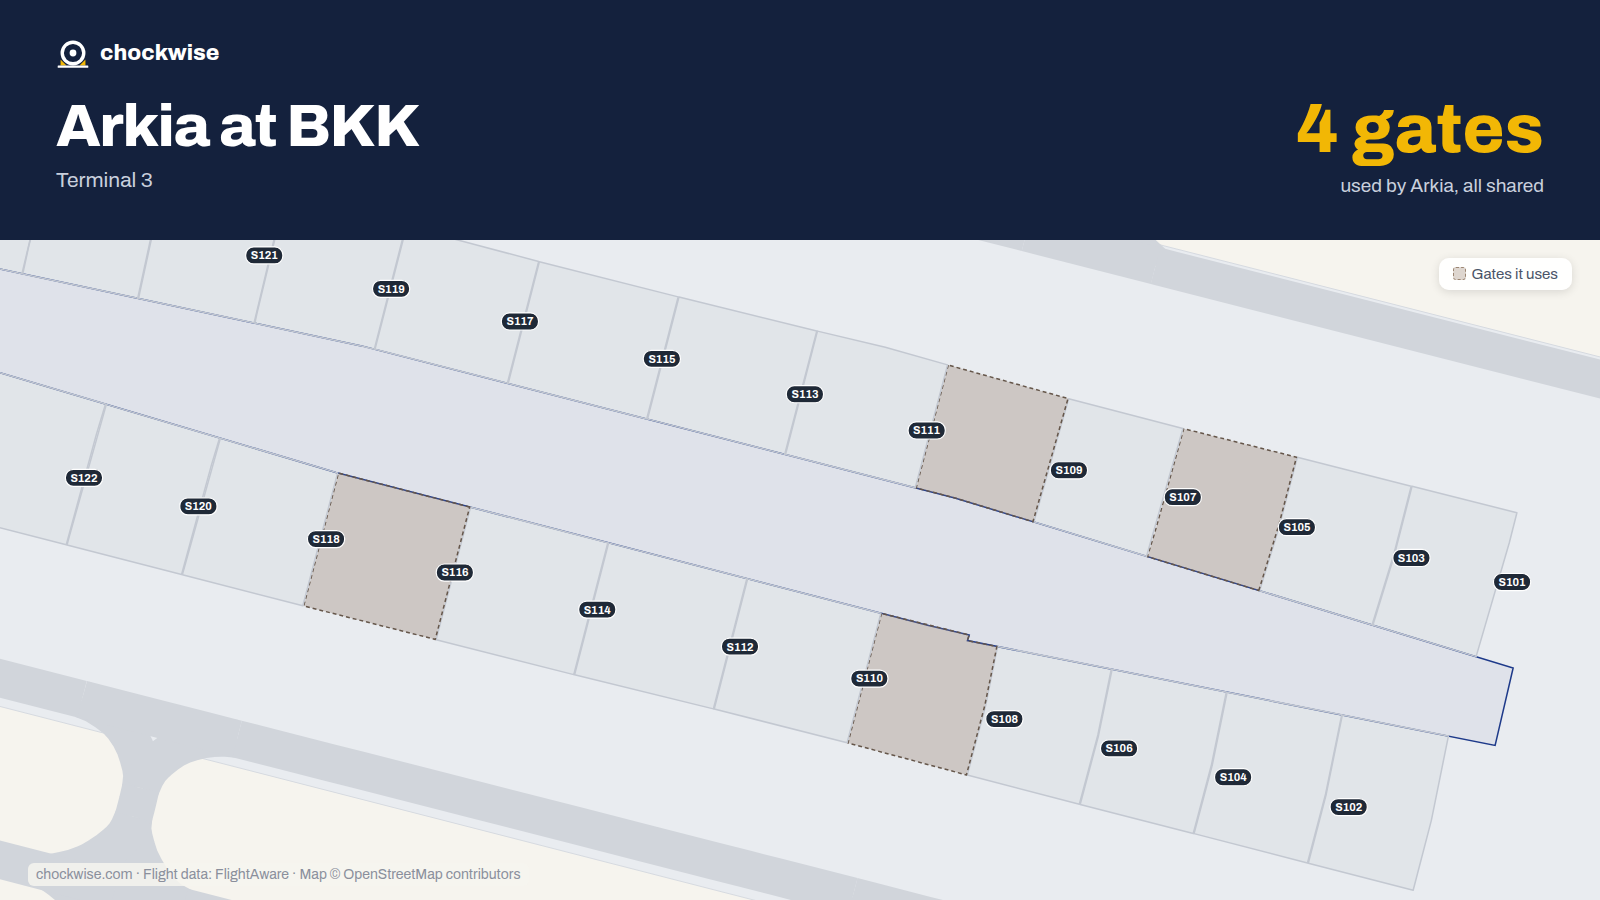 chockwise
Arkia at BKK
Terminal 3
4 gates
used by Arkia, all shared
Gates it uses
S121
S119
S117
S115
S113
S111
S109
S107
S105
S103
S101
S122
S120
S118
S116
S114
S112
S110
S108
S106
S104
S102
chockwise.com · Flight data: FlightAware · Map © OpenStreetMap contributors